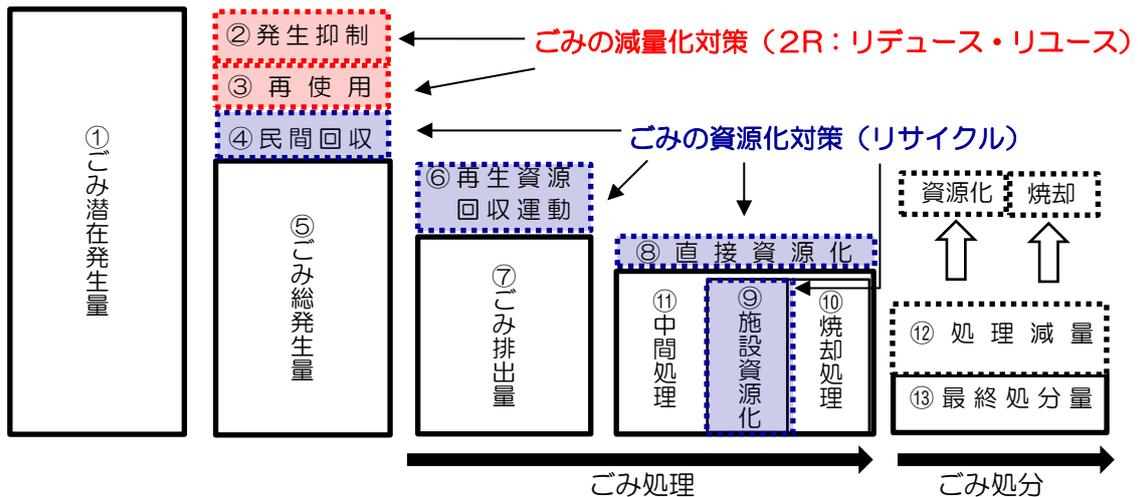 ①ごみ潜在発生量
②発生抑制
③再使用
④民間回収
⑤ごみ総発生量
ごみの減量化対策(2R:リデュース・リユース)
ごみの資源化対策(リサイクル)
⑥再生資源
回収運動
⑦ごみ排出量
⑧直接資源化
⑪中間処理
⑨施設資源化
⑩焼却処理
資源化
焼却
⑫処理減量
⑬最終処分量
ごみ処理
ごみ処分